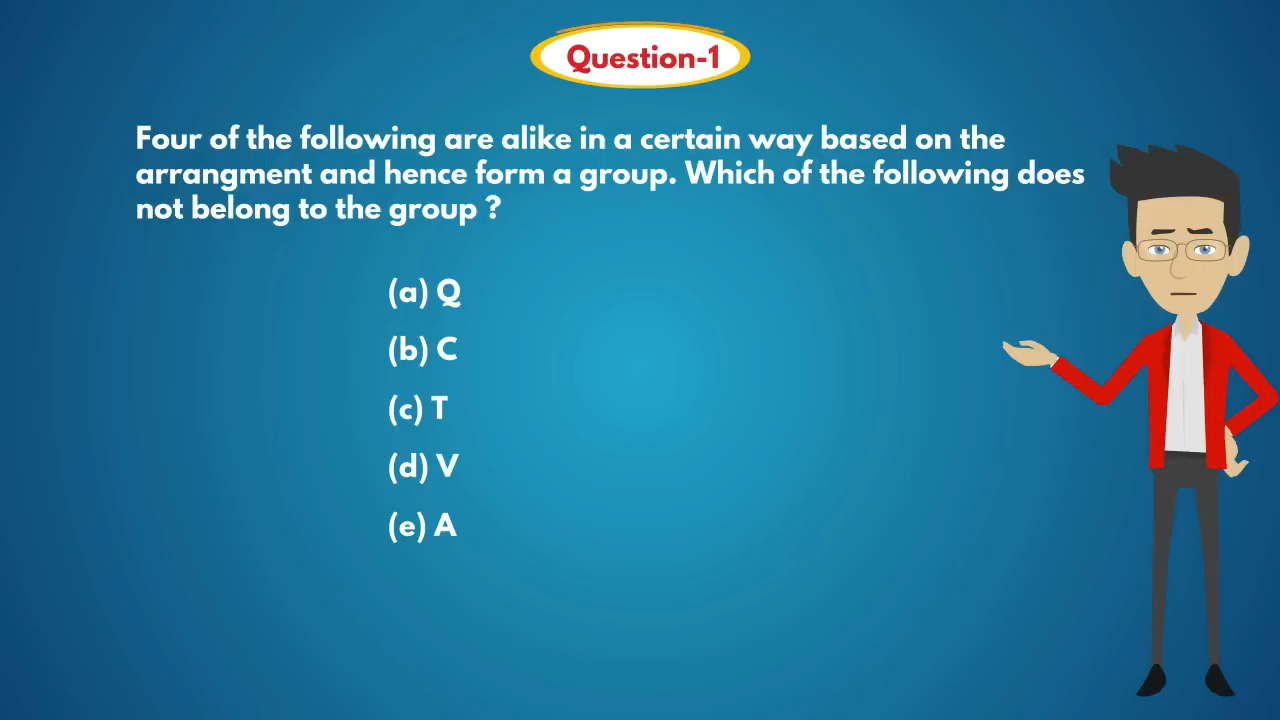 Question-1
Four of the following are alike in a certain way based on the
arrangment and hence form a group. Which of the following does
not belong to the group ?
(a) Q
(b) C
(c) T
(d) V
(e) A